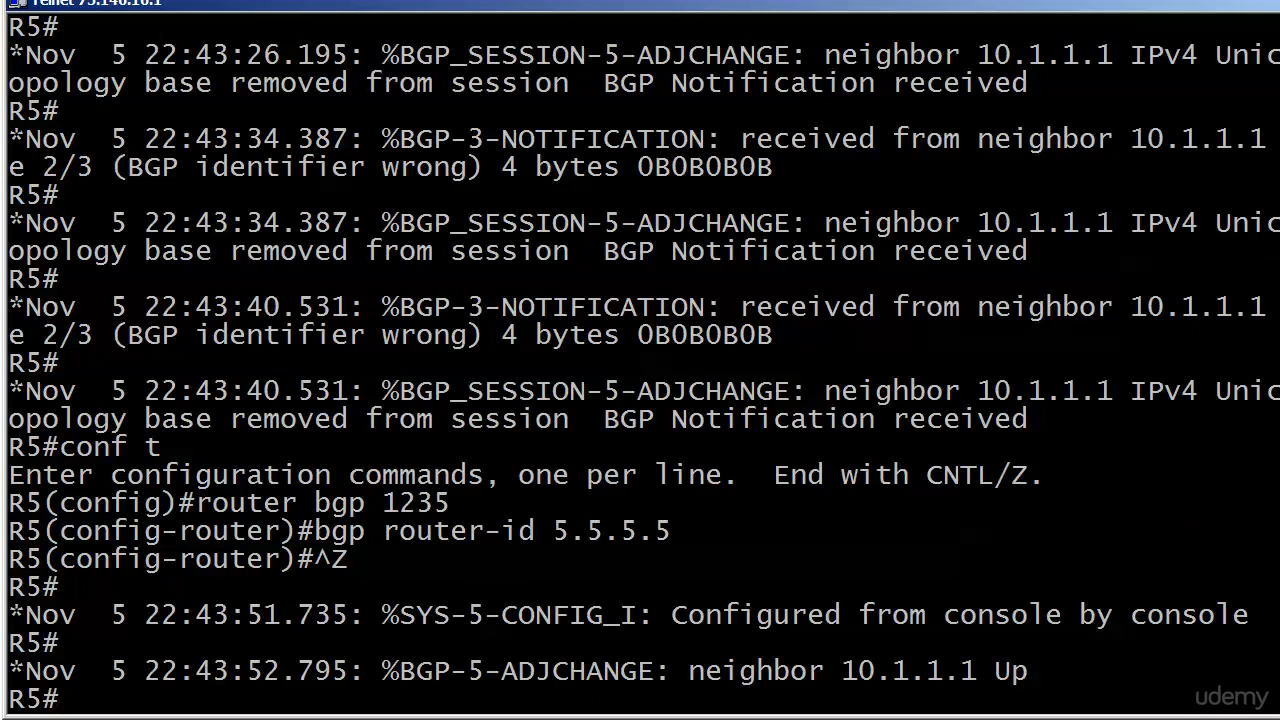 Telnet 75.146.10.1
R5#
*Nov  5 22:43:26.195: %BGP_SESSION-5-ADJCHANGE: neighbor 10.1.1.1 IPv4 Unic
opology base removed from session  BGP Notification received
R5#
*Nov  5 22:43:34.387: %BGP-3-NOTIFICATION: received from neighbor 10.1.1.1
e 2/3 (BGP identifier wrong) 4 bytes 0B0B0B0B
R5#
*Nov  5 22:43:34.387: %BGP_SESSION-5-ADJCHANGE: neighbor 10.1.1.1 IPv4 Unic
opology base removed from session  BGP Notification received
R5#
*Nov  5 22:43:40.531: %BGP-3-NOTIFICATION: received from neighbor 10.1.1.1
e 2/3 (BGP identifier wrong) 4 bytes 0B0B0B0B
R5#
*Nov  5 22:43:40.531: %BGP_SESSION-5-ADJCHANGE: neighbor 10.1.1.1 IPv4 Unic
opology base removed from session  BGP Notification received
R5#conf t
Enter configuration commands, one per line.  End with CNTL/Z.
R5(config)#router bgp 1235
R5(config-router)#bgp router-id 5.5.5.5
R5(config-router)#^Z
R5#
*Nov  5 22:43:51.735: %SYS-5-CONFIG_I: Configured from console by console
R5#
*Nov  5 22:43:52.795: %BGP-5-ADJCHANGE: neighbor 10.1.1.1 Up
R5#
udemy